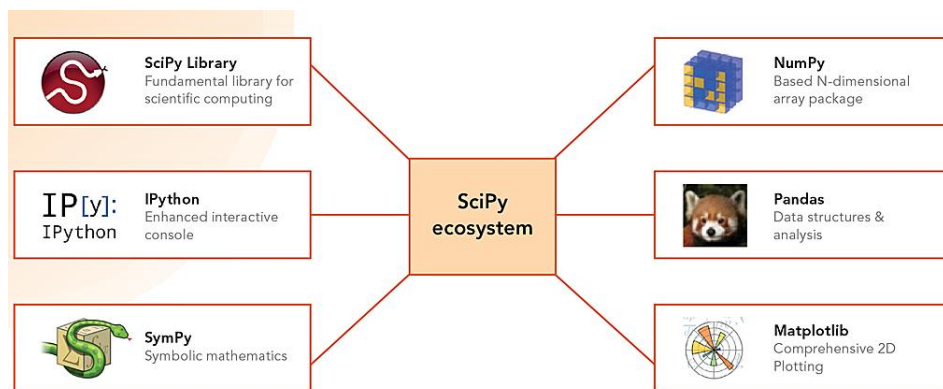 SciPy Library
Fundamental library for
scientific computing
IP[y]:
IPython
IPython
Enhanced interactive
console
SymPy
Symbolic mathematics
SciPy
ecosystem
NumPy
Based N-dimensional
array package
Pandas
Data structures &
analysis
Matplotlib
Comprehensive 2D
Plotting